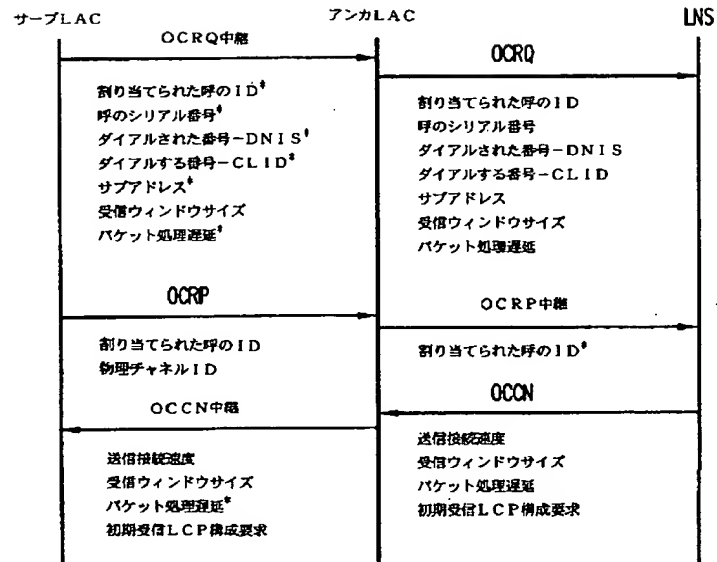 サーブLAC
アンカLAC
LNS
OCRQ中継
割り当てられた呼のID*
呼のシリアル番号*
ダイアルされた番号-DNIS*
ダイアルする番号-CLID*
サブアドレス*
受信ウィンドウサイズ
パケット処理遅延*
OCRQ
割り当てられた呼のID
呼のシリアル番号
ダイアルされた番号-DNIS
ダイアルする番号-CLID
サブアドレス
受信ウィンドウサイズ
パケット処理遅延
OCRP
割り当てられた呼のID
物理チャネルID
OCRP中継
割り当てられた呼のID*
OCCN
送信接続速度
受信ウィンドウサイズ
パケット処理遅延
初期受信LCP構成要求
OCCN中継
送信接続速度
受信ウィンドウサイズ
パケット処理遅延*
初期受信LCP構成要求